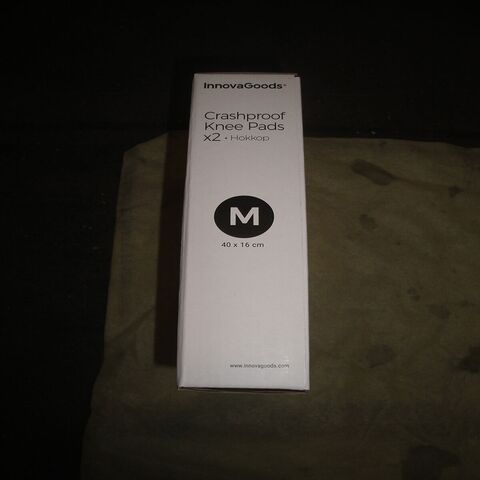 InnovaGoods®
Crashproof
Knee Pads
x2 • Hokkop
M
40 x 16 cm
www.innovagoods.com